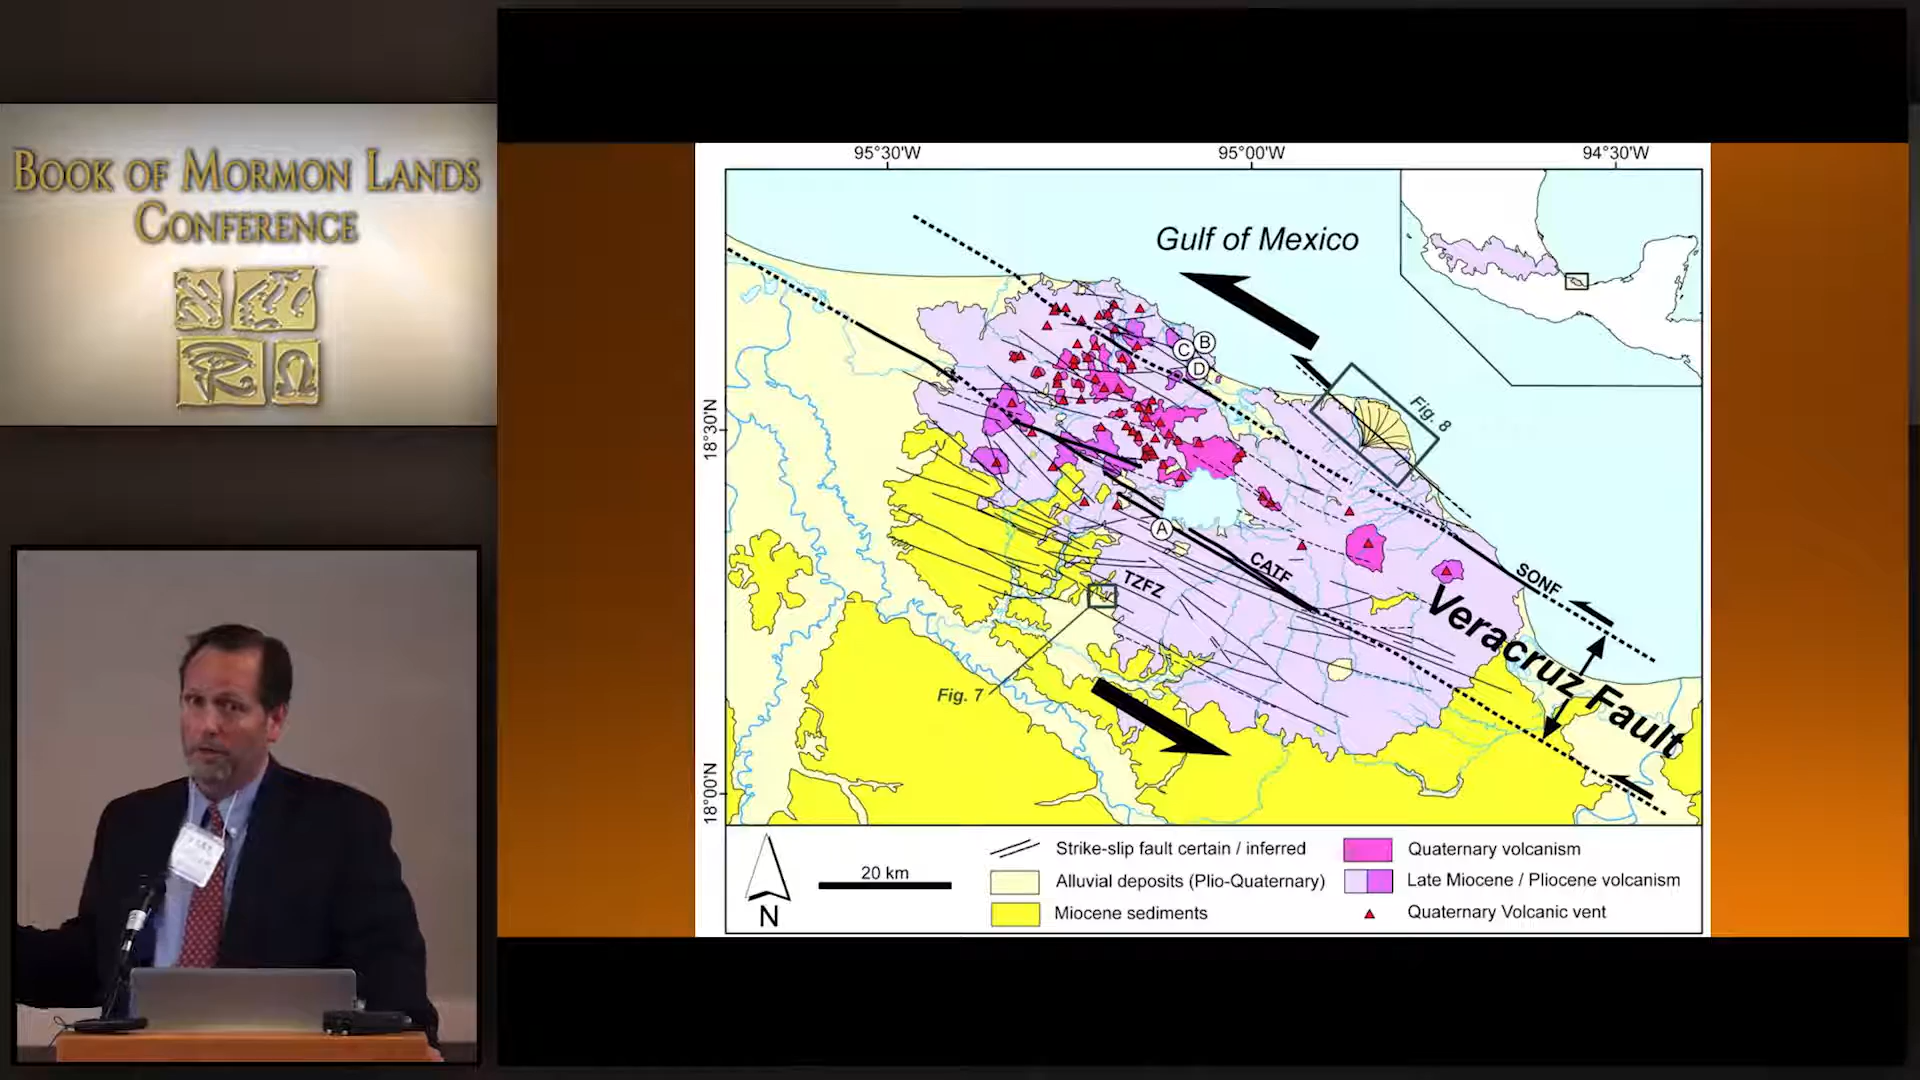 BOOK OF MORMON LANDS
CONFERENCE
95°30'W
95°00'W
94°30'W
Gulf of Mexico
B
C
D
Fig. 8
18°30'N
A
CATF
SONF
TZFZ
Veracruz Fault
Fig. 7
18°00'N
N
20 km
Strike-slip fault certain / inferred
Alluvial deposits (Plio-Quaternary)
Miocene sediments
Quaternary volcanism
Late Miocene / Pliocene volcanism
Quaternary Volcanic vent